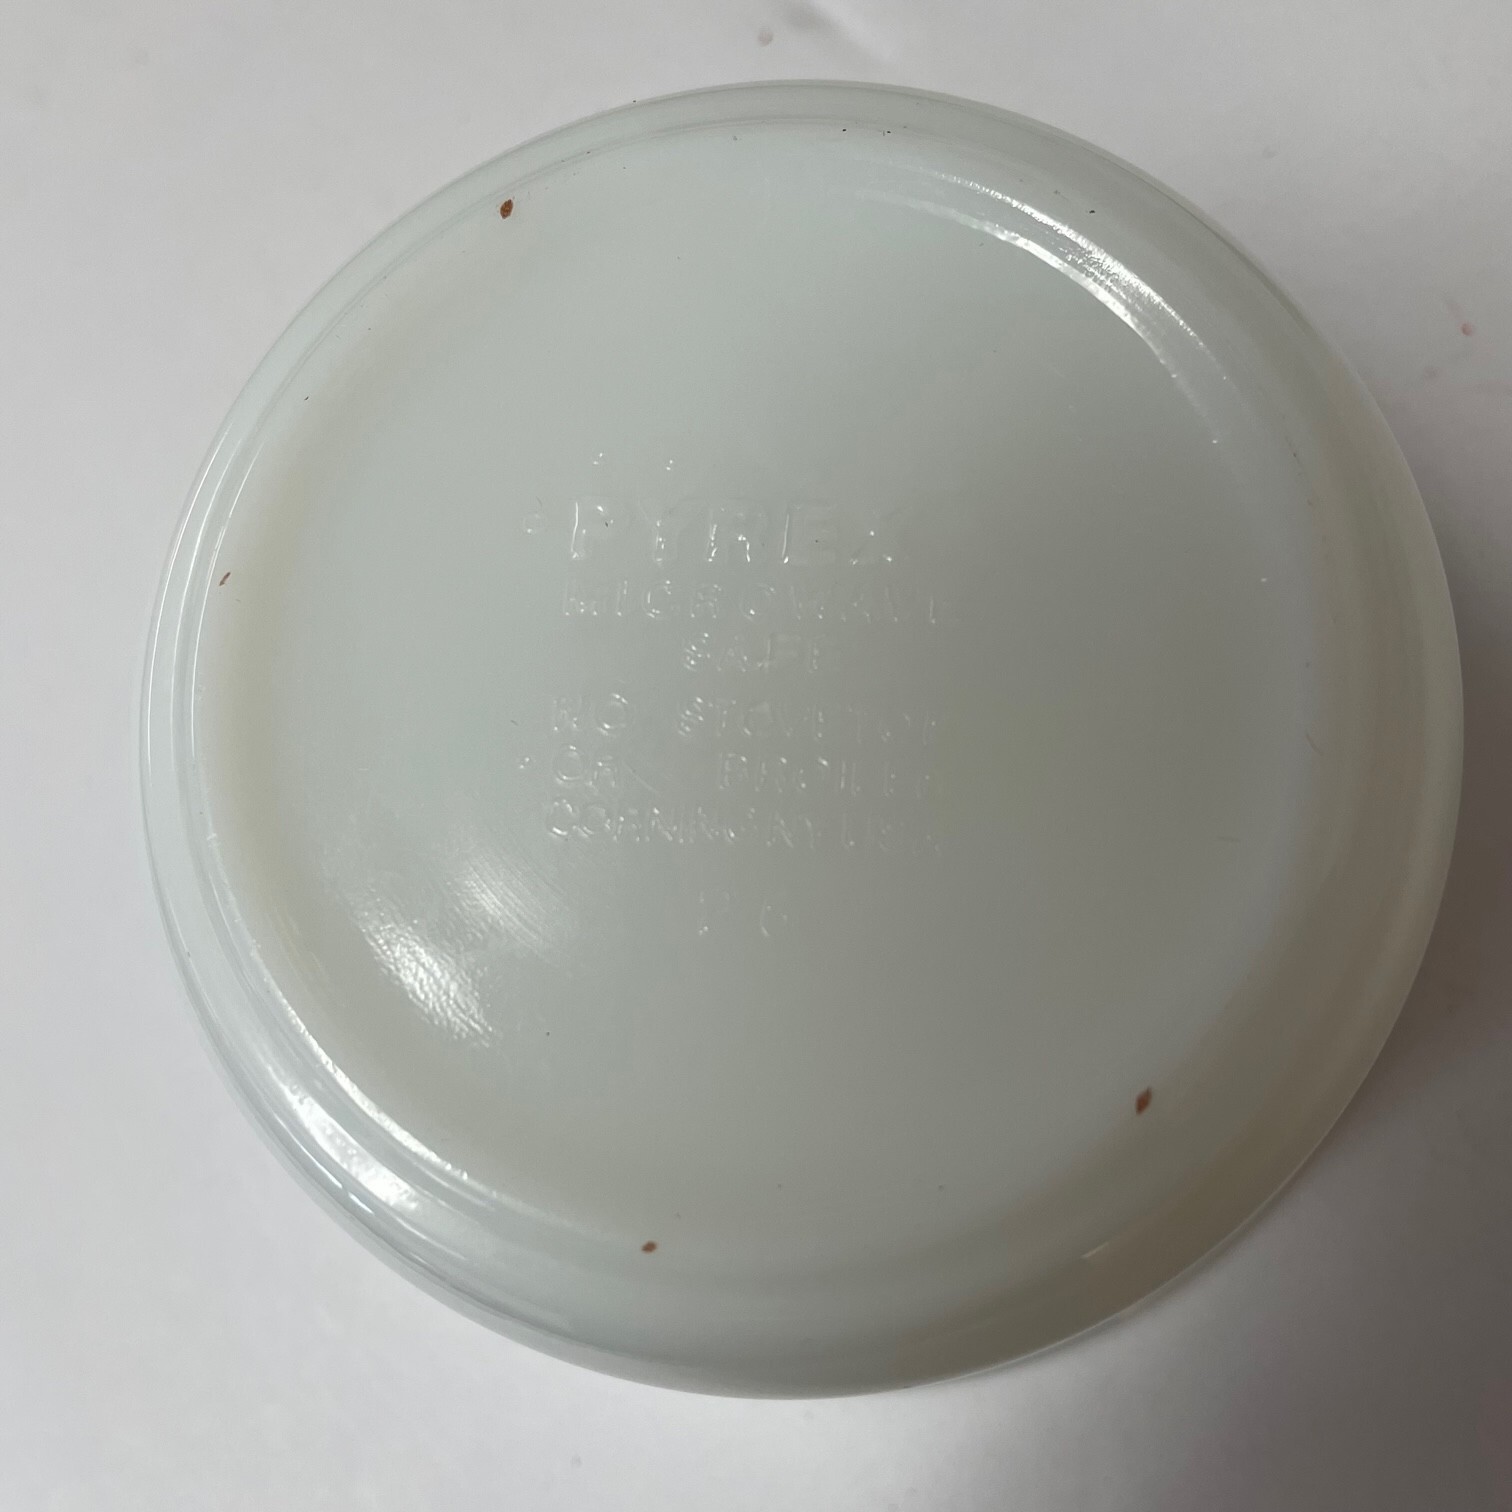 PYREX
MICROWAVE
SAFE
NO STOVETOP
OR BROILER
CORNING NY USA